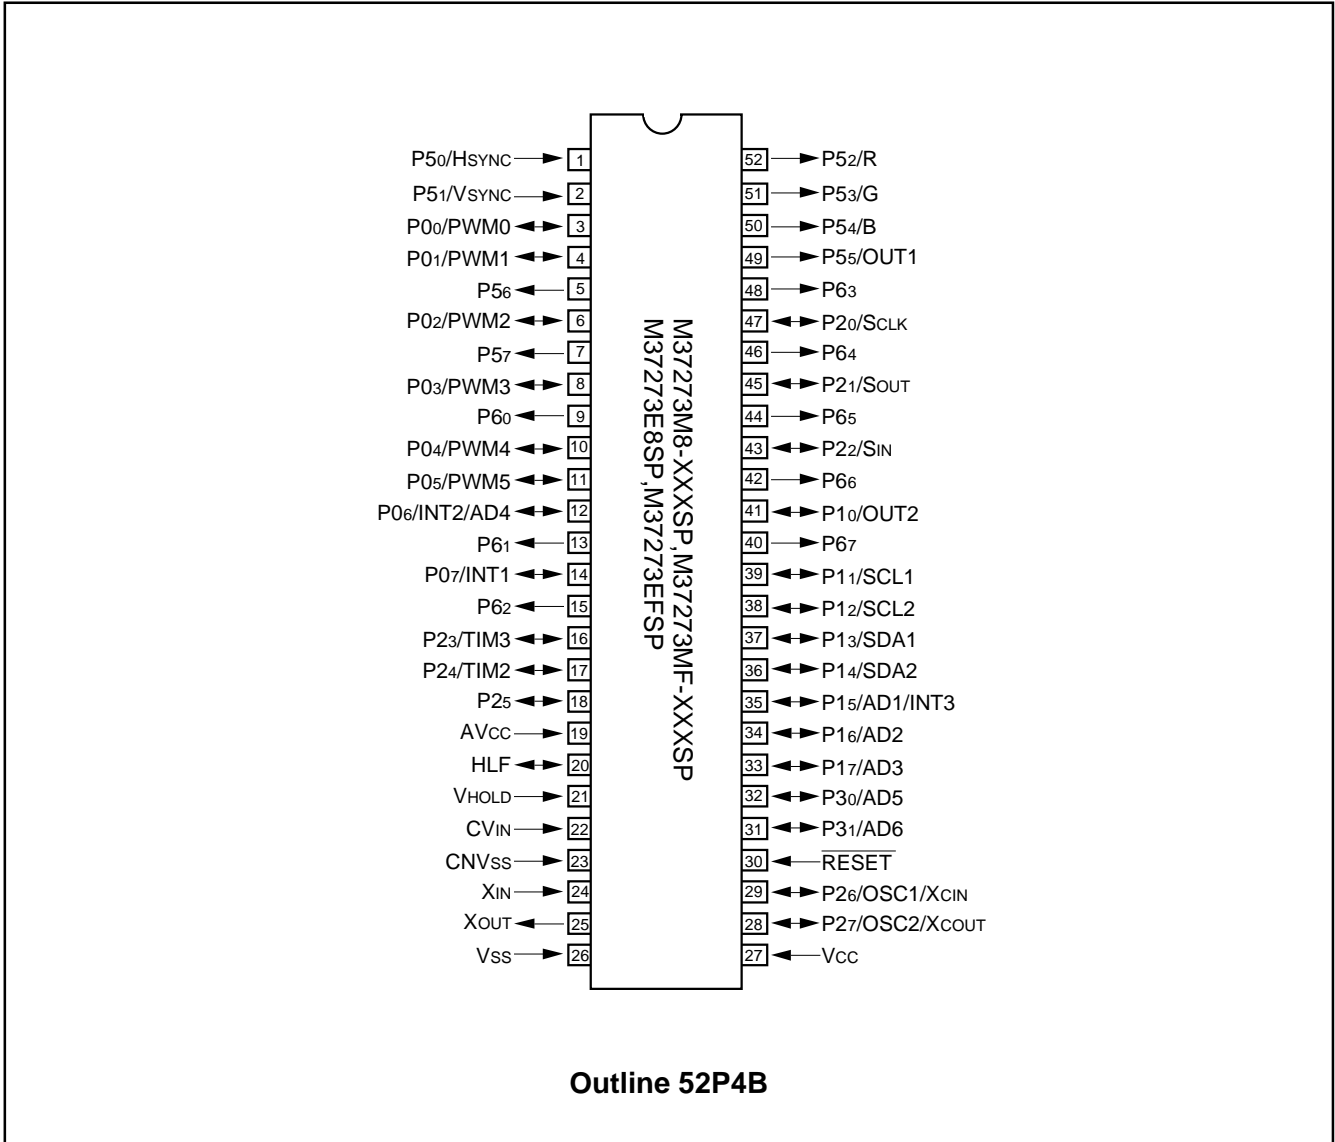 P50/HSYNC 1 52 P52/R
P51/VSYNC 2 51 P53/G
P00/PWM0 3 50 P54/B
P01/PWM1 4 49 P55/OUT1
P56 5 48 P63
P02/PWM2 6 47 P20/SCLK
P57 7 46 P64
P03/PWM3 8 45 P21/SOUT
P60 9 44 P65
P04/PWM4 10 43 P22/SIN
P05/PWM5 11 42 P66
P06/INT2/AD4 12 41 P10/OUT2
P61 13 40 P67
P07/INT1 14 39 P11/SCL1
P62 15 38 P12/SCL2
P23/TIM3 16 37 P13/SDA1
P24/TIM2 17 36 P14/SDA2
P25 18 35 P15/AD1/INT3
AVCC 19 34 P16/AD2
HLF 20 33 P17/AD3
VHOLD 21 32 P30/AD5
CVIN 22 31 P31/AD6
CNVSS 23 30 RESET
XIN 24 29 P26/OSC1/XCIN
XOUT 25 28 P27/OSC2/XCOUT
VSS 26 27 VCC
M37273M8-XXXSP,M37273MF-XXXSP
M37273E8SP,M37273EFSP
Outline 52P4B